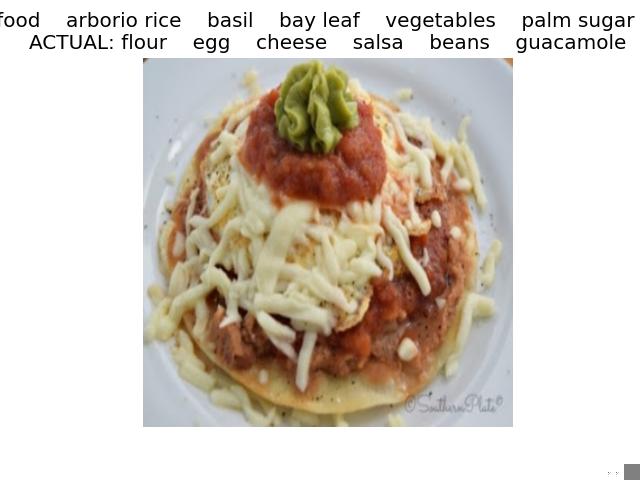 food arborio rice basil bay leaf vegetables palm sugar
ACTUAL: flour egg cheese salsa beans guacamole
©SouthernPlate®